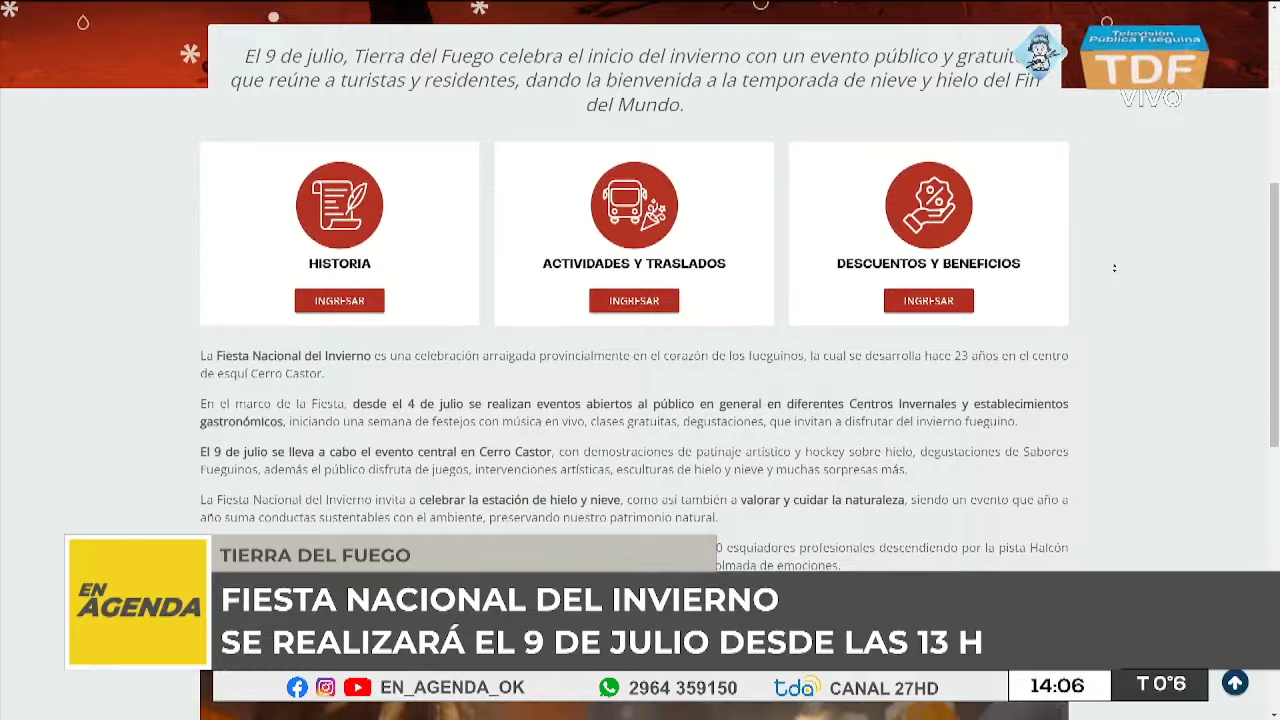 El 9 de julio, Tierra del Fuego celebra el inicio del invierno con un evento público y gratuit
que reúne a turistas y residentes, dando la bienvenida a la temporada de nieve y hielo del Fin
del Mundo.
Televisión
Pública Fueguina
TDF
VIVO
HISTORIA
INGRESAR
ACTIVIDADES Y TRASLADOS
INGRESAR
DESCUENTOS Y BENEFICIOS
INGRESAR
La Fiesta Nacional del Invierno es una celebración arraigada provincialmente en el corazón de los fueguinos, la cual se desarrolla hace 23 años en el centro
de esquí Cerro Castor.
En el marco de la Fiesta, desde el 4 de julio se realizan eventos abiertos al público en general en diferentes Centros Invernales y establecimientos
gastronómicos, iniciando una semana de festejos con música en vivo, clases gratuitas, degustaciones, que invitan a disfrutar del invierno fueguino.
El 9 de julio se lleva a cabo el evento central en Cerro Castor, con demostraciones de patinaje artístico y hockey sobre hielo, degustaciones de Sabores
Fueguinos, además el público disfruta de juegos, intervenciones artísticas, esculturas de hielo y nieve y muchas sorpresas más.
La Fiesta Nacional del Invierno invita a celebrar la estación de hielo y nieve, como así también a valorar y cuidar la naturaleza, siendo un evento que año a
año suma conductas sustentables con el ambiente, preservando nuestro patrimonio natural.
0 esquiadores profesionales descendiendo por la pista Halcón
olmada de emociones.
EN
AGENDA
TIERRA DEL FUEGO
FIESTA NACIONAL DEL INVIERNO
SE REALIZARÁ EL 9 DE JULIO DESDE LAS 13 H
EN_AGENDA_OK
2964 359150
tda
CANAL 27HD
14:06
T 0°6